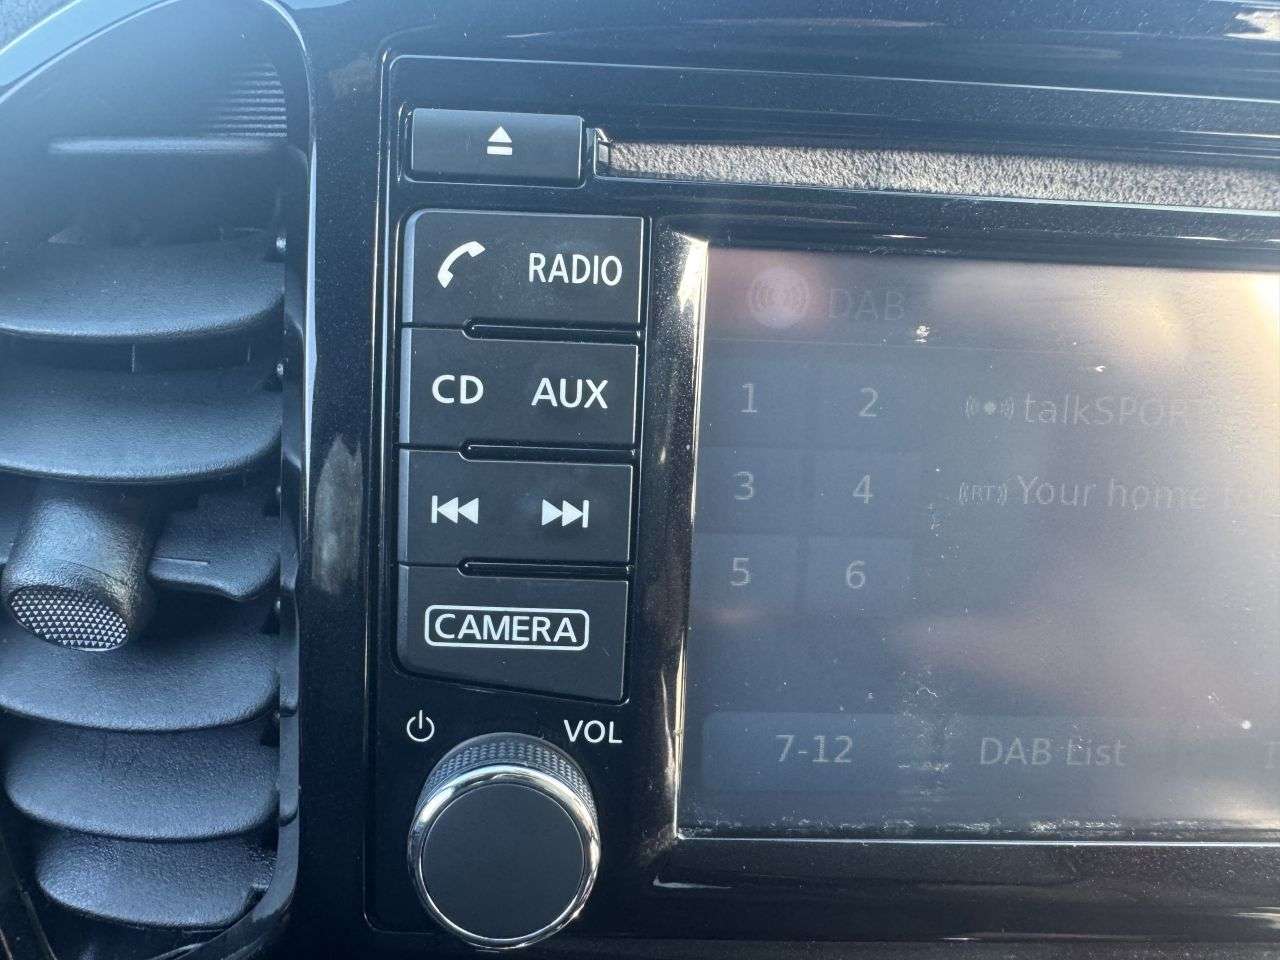 RADIO
CD AUX
CAMERA
VOL
DAB
1 2
talkSPORT
3 4
RT Your home
5 6
7-12 DAB List